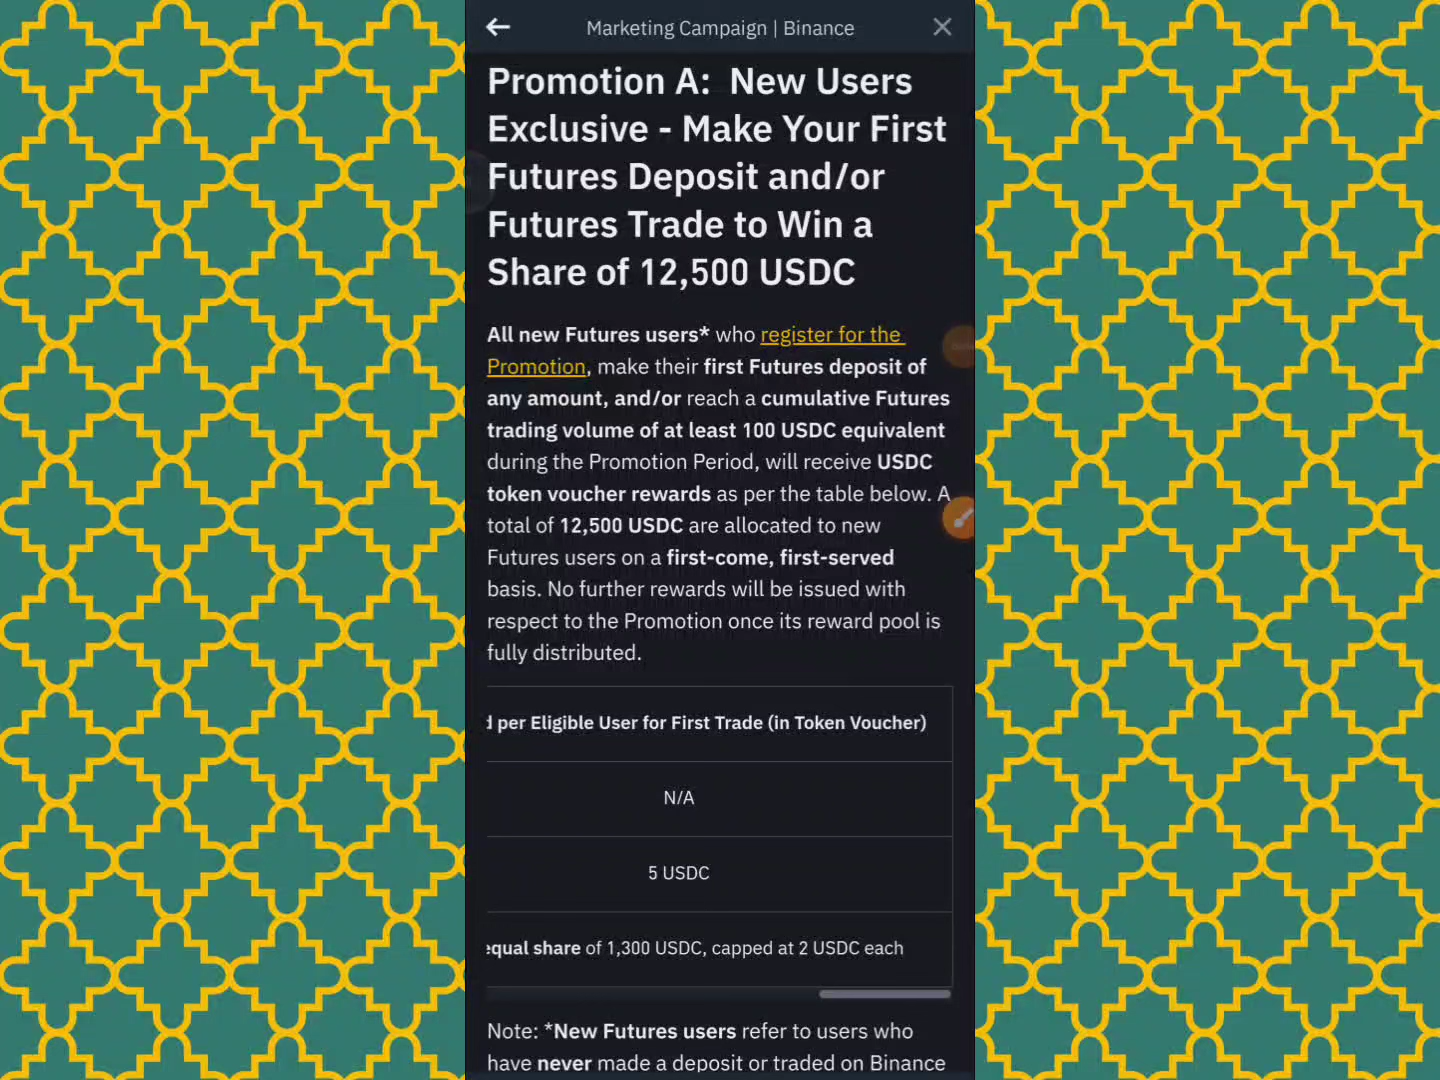 Marketing Campaign | Binance
Promotion A: New Users
Exclusive - Make Your First
Futures Deposit and/or
Futures Trade to Win a
Share of 12,500 USDC
All new Futures users* who register for the
Promotion, make their first Futures deposit of
any amount, and/or reach a cumulative Futures
trading volume of at least 100 USDC equivalent
during the Promotion Period, will receive USDC
token voucher rewards as per the table below. A
total of 12,500 USDC are allocated to new
Futures users on a first-come, first-served
basis. No further rewards will be issued with
respect to the Promotion once its reward pool is
fully distributed.
per Eligible User for First Trade (in Token Voucher)
N/A
5 USDC
equal share of 1,300 USDC, capped at 2 USDC each
Note: *New Futures users refer to users who
have never made a deposit or traded on Binance